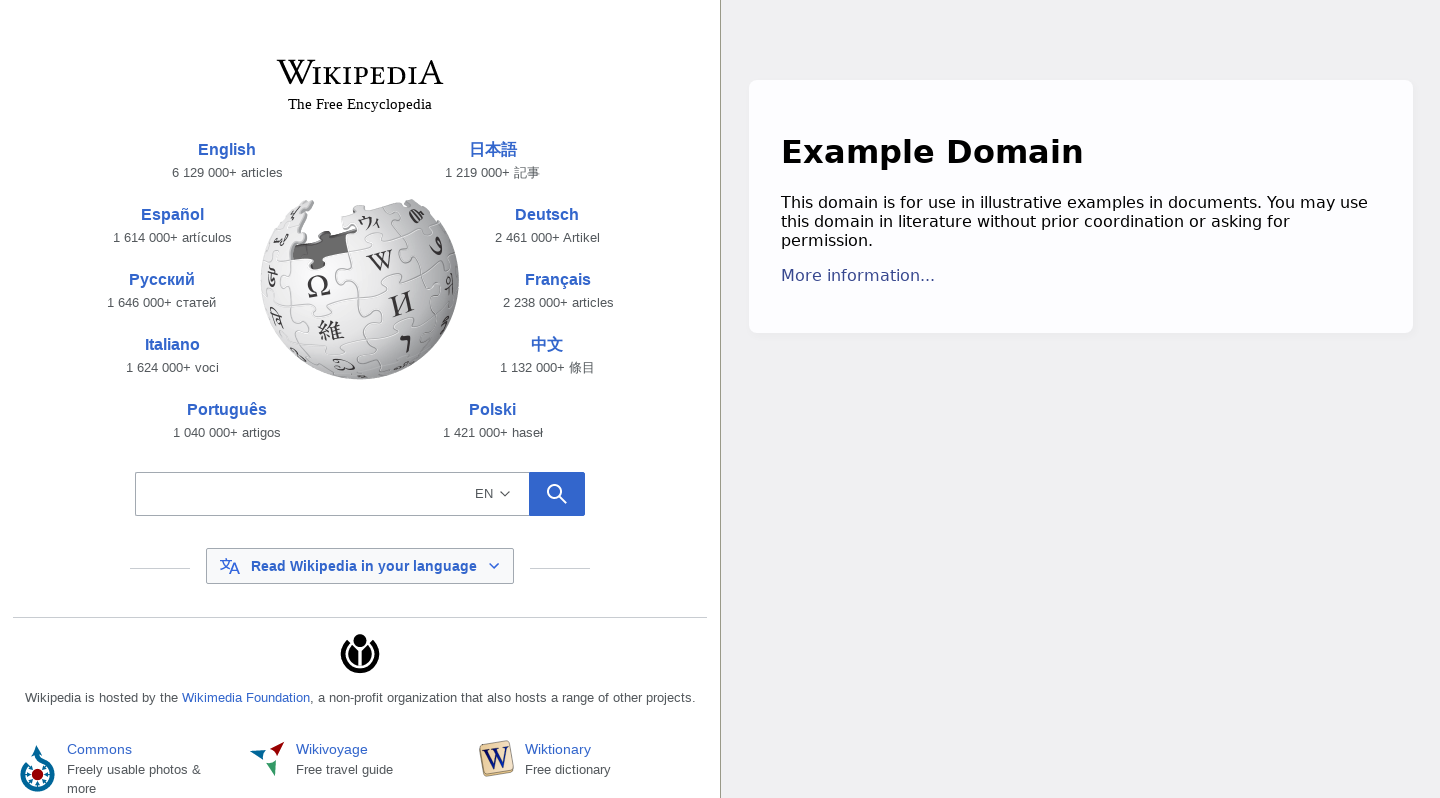 WIKIPEDIA
The Free Encyclopedia
English
6 129 000+ articles
日本語
1 219 000+ 記事
Español
1 614 000+ artículos
Deutsch
2 461 000+ Artikel
Русский
1 646 000+ статей
Français
2 238 000+ articles
Italiano
1 624 000+ voci
中文
1 132 000+ 條目
Português
1 040 000+ artigos
Polski
1 421 000+ haseł
Ω
W
И
維
EN
Read Wikipedia in your language
Wikipedia is hosted by the Wikimedia Foundation, a non-profit organization that also hosts a range of other projects.
Commons
Freely usable photos &
more
Wikivoyage
Free travel guide
W
Wiktionary
Free dictionary
Example Domain
This domain is for use in illustrative examples in documents. You may use
this domain in literature without prior coordination or asking for
permission.
More information...